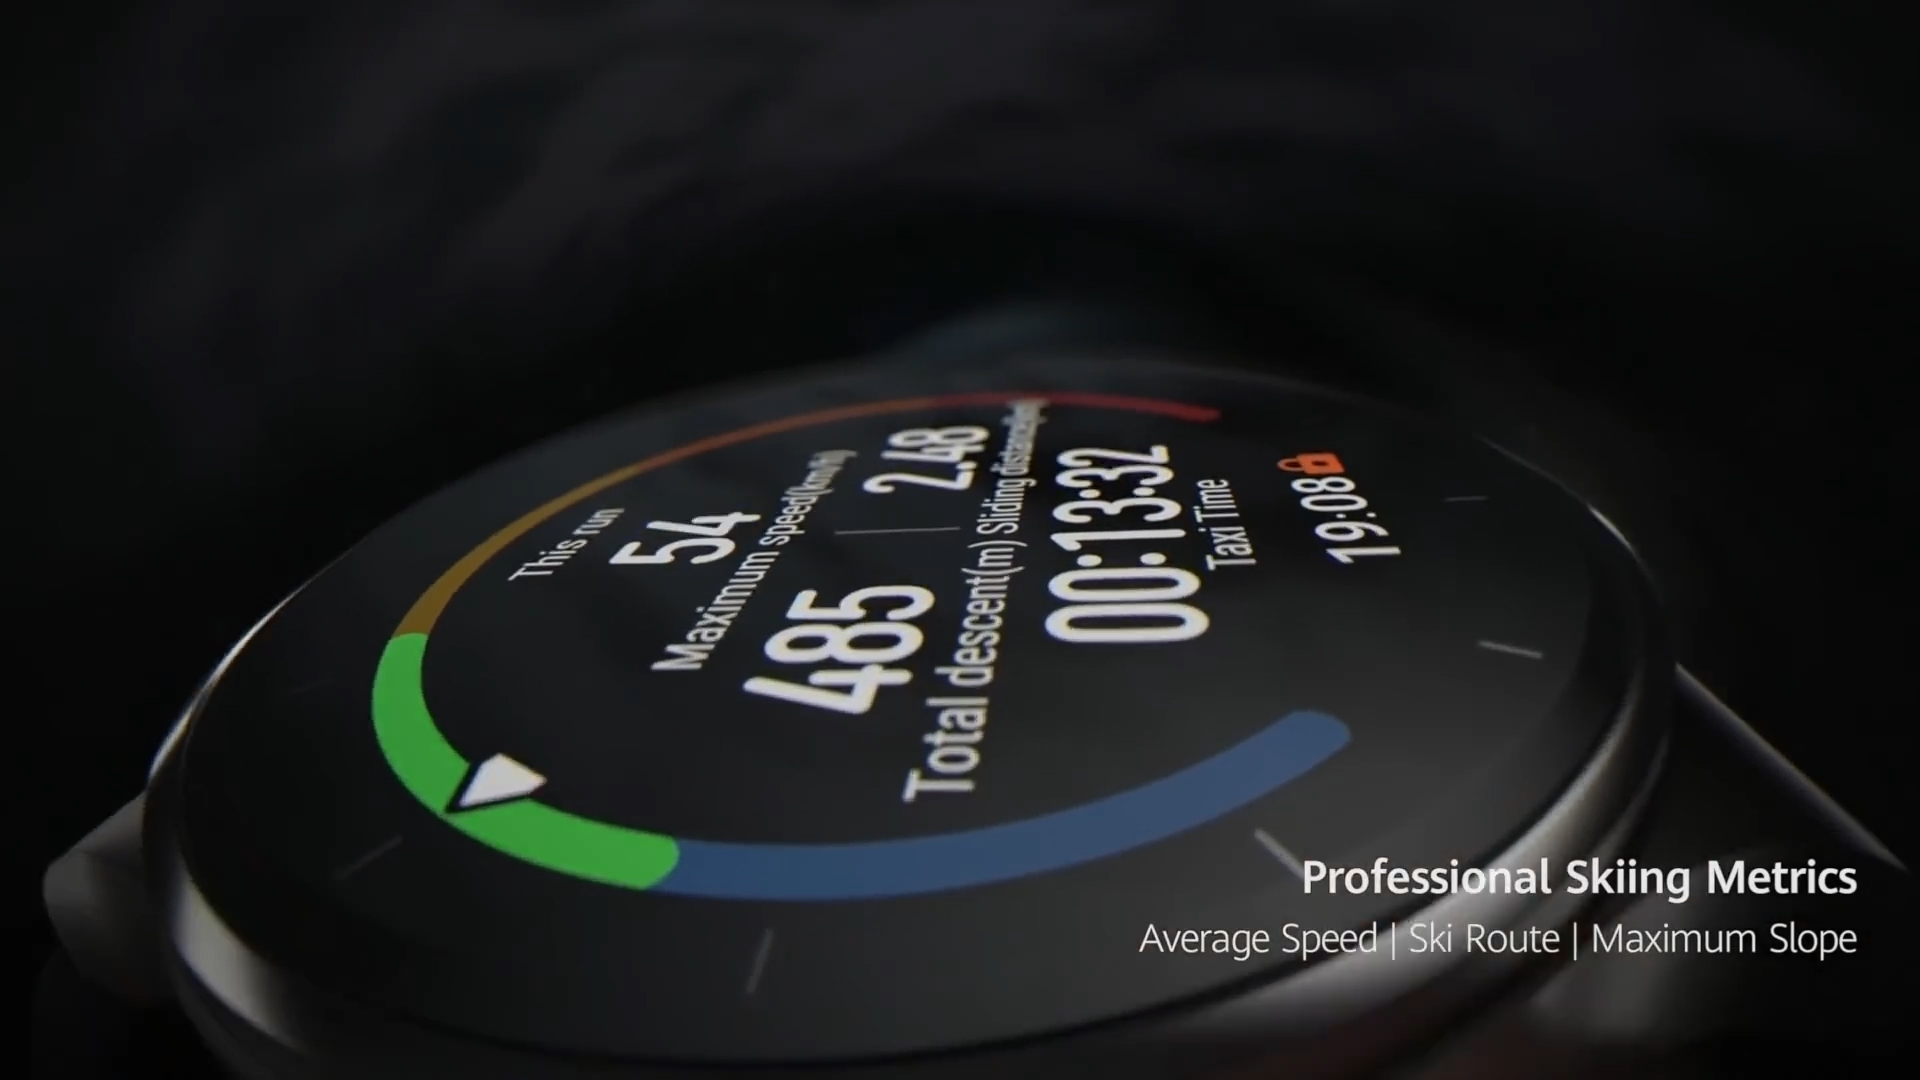 This run
54
Maximum speed(km/h)
485 2.48
Total descent(m) Sliding distance(km)
00:13:32
Taxi Time
19:08
Professional Skiing Metrics
Average Speed | Ski Route | Maximum Slope